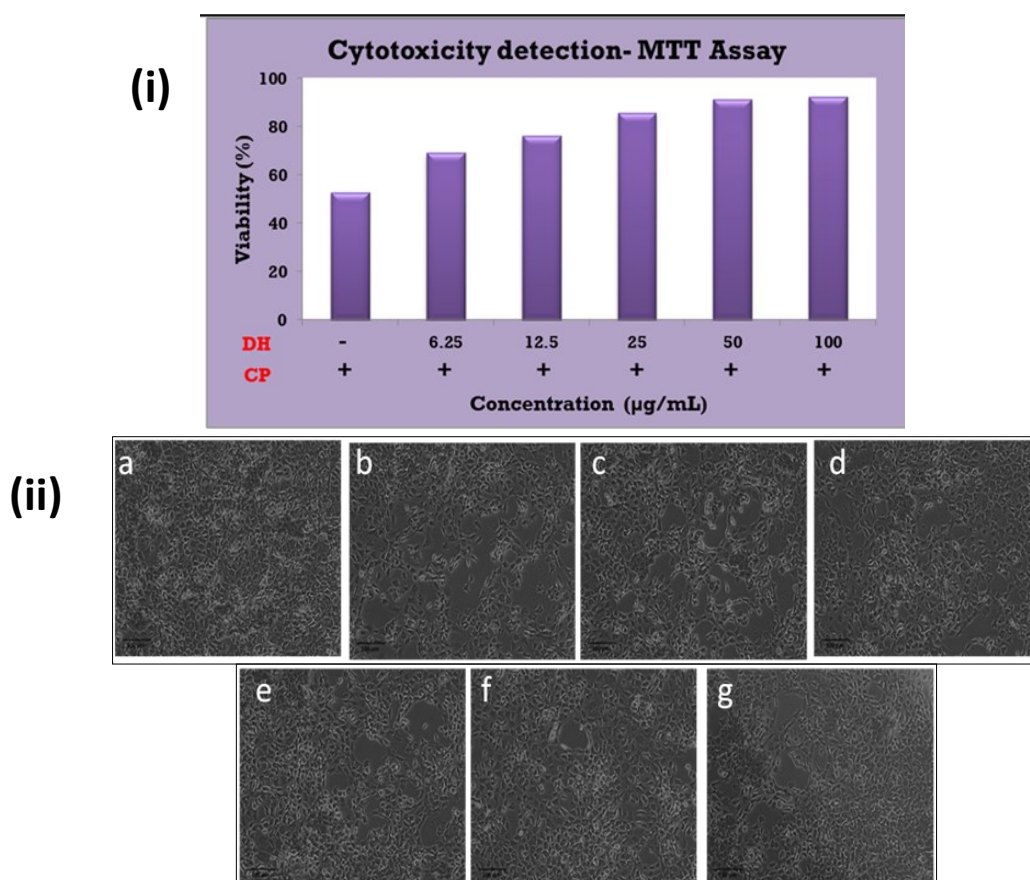 (i)
Cytotoxicity detection- MTT Assay
Viability (%)
100
80
60
40
20
0
DH - 6.25 12.5 25 50 100
CP + + + + + +
Concentration (µg/mL)
(ii)
a b c d
e f g